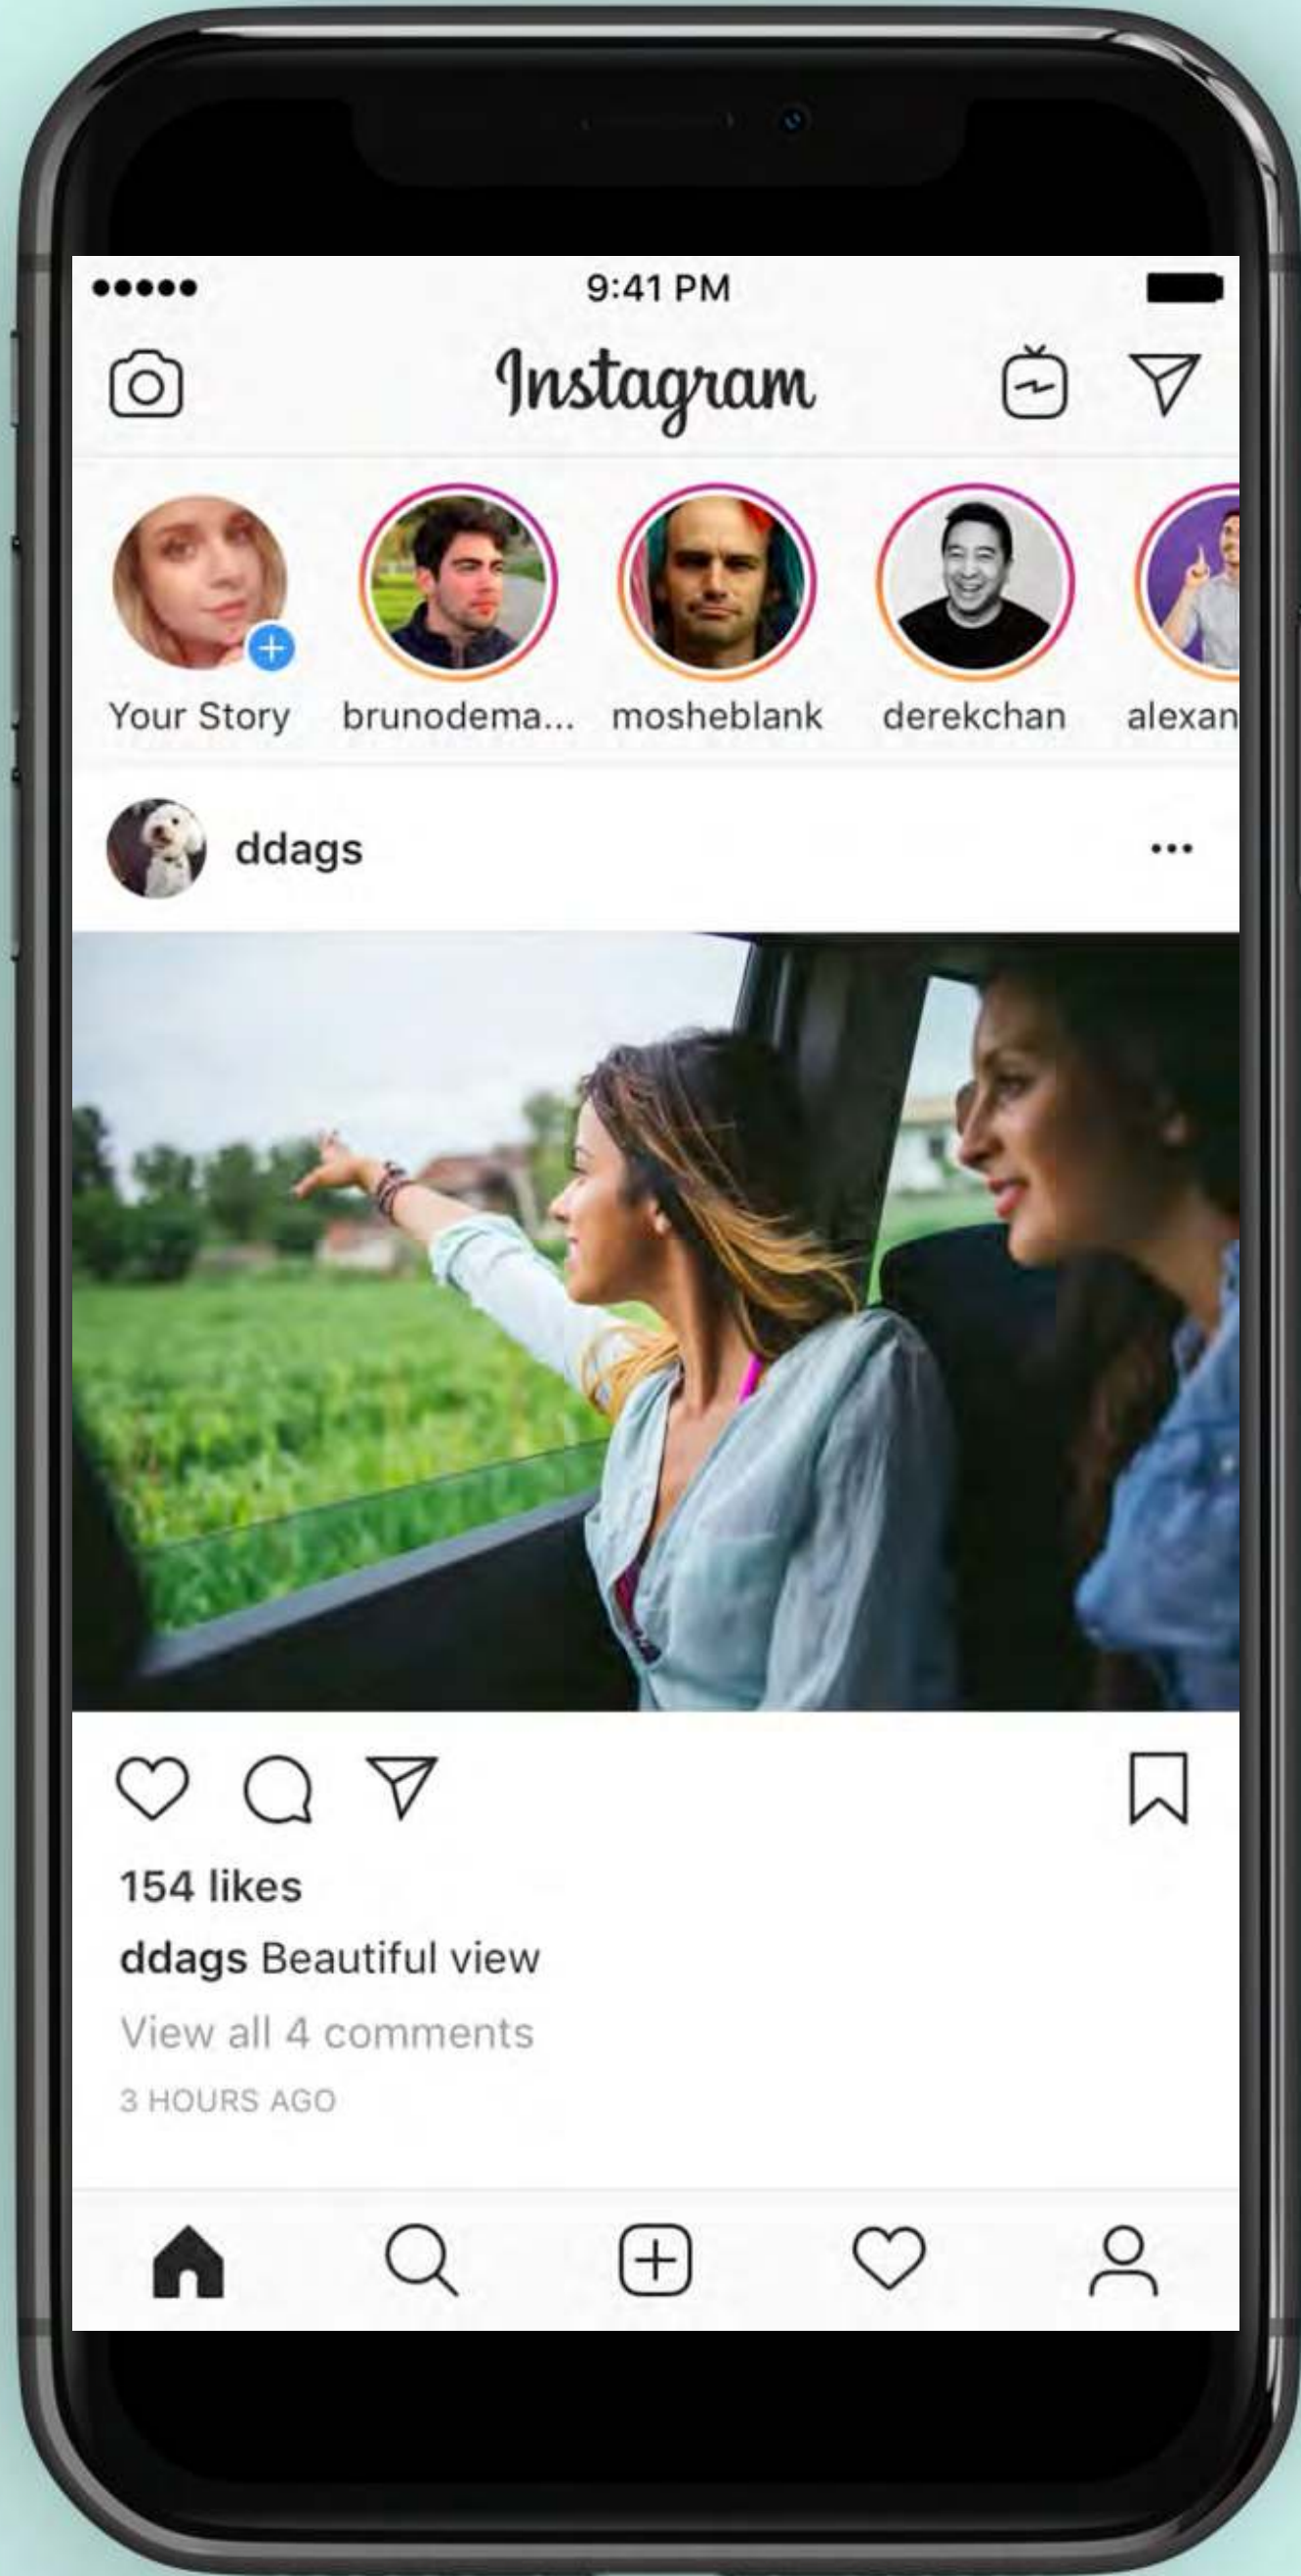 9:41 PM
Instagram
Your Story brunodema... mosheblank derekchan alexan
ddags
154 likes
ddags Beautiful view
View all 4 comments
3 HOURS AGO